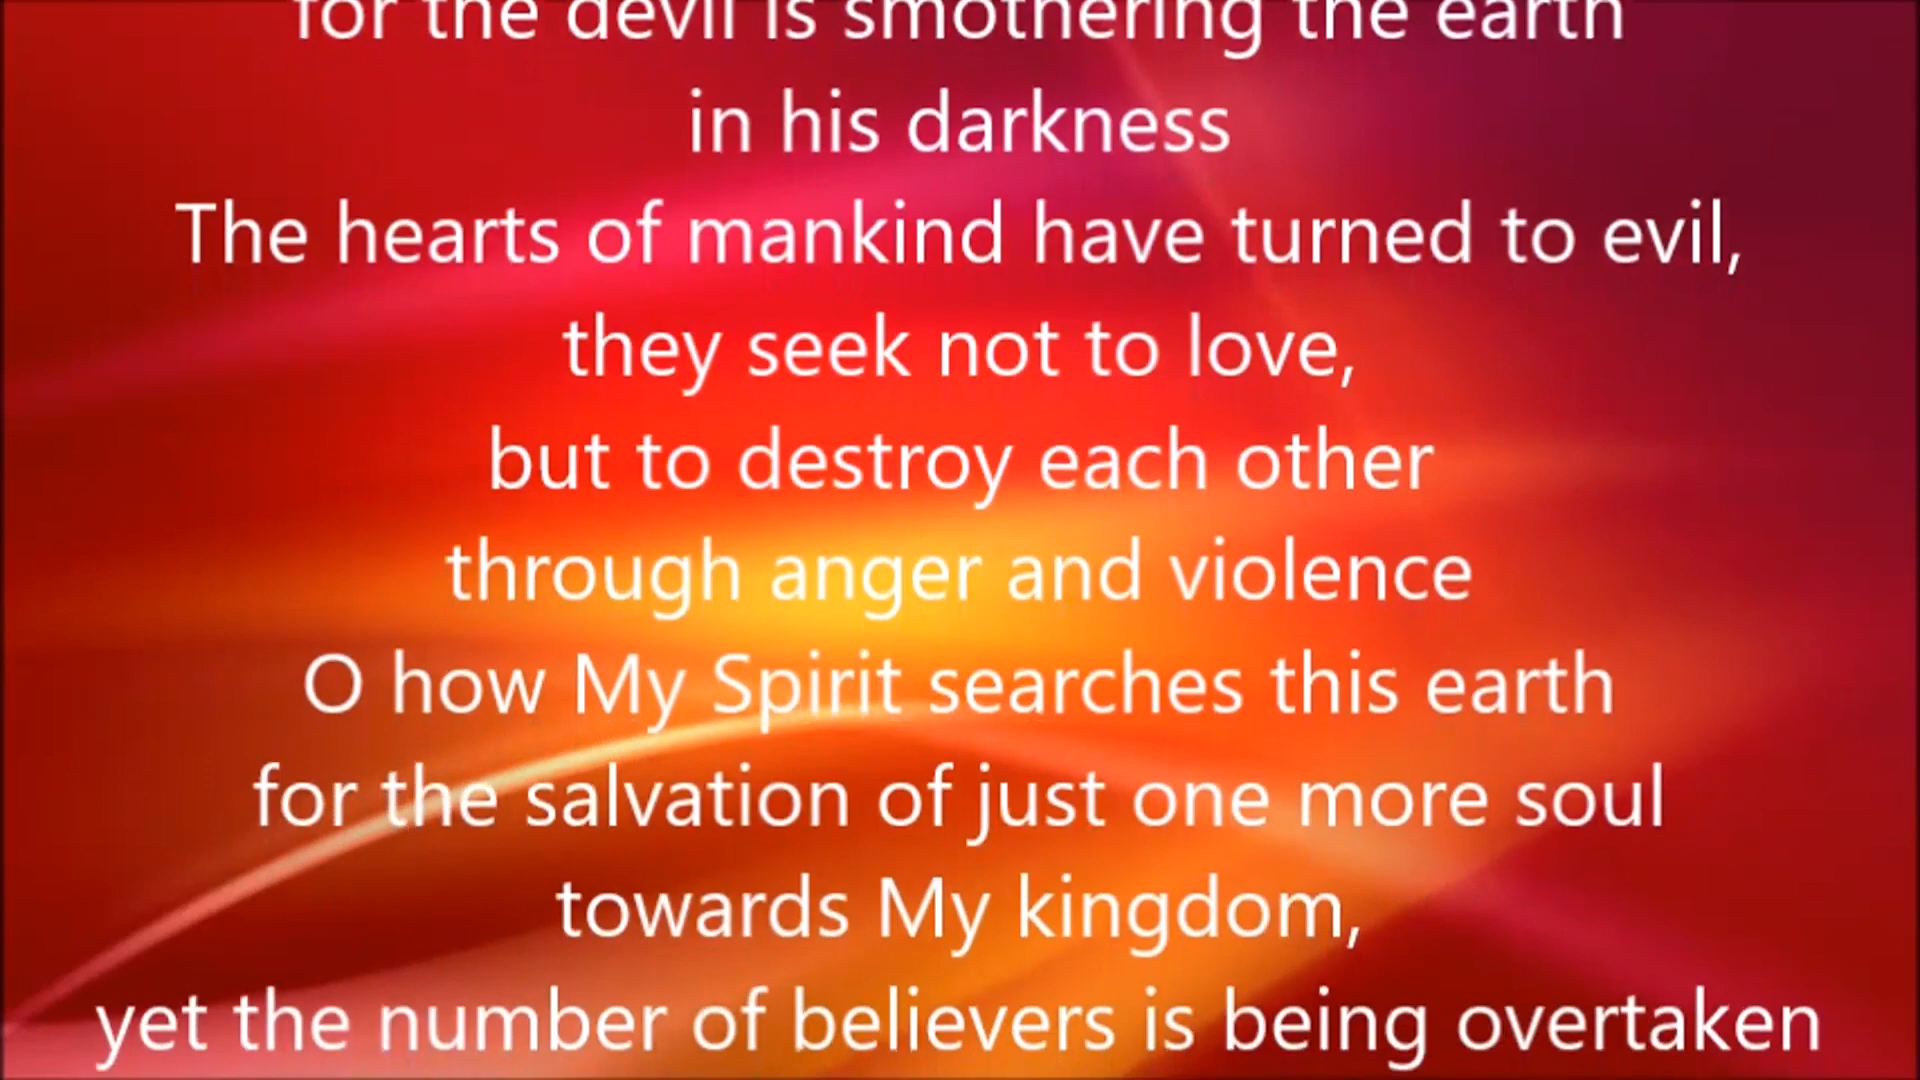 for the devil is smothering the earth
in his darkness
The hearts of mankind have turned to evil,
they seek not to love,
but to destroy each other
through anger and violence
O how My Spirit searches this earth
for the salvation of just one more soul
towards My kingdom,
yet the number of believers is being overtaken